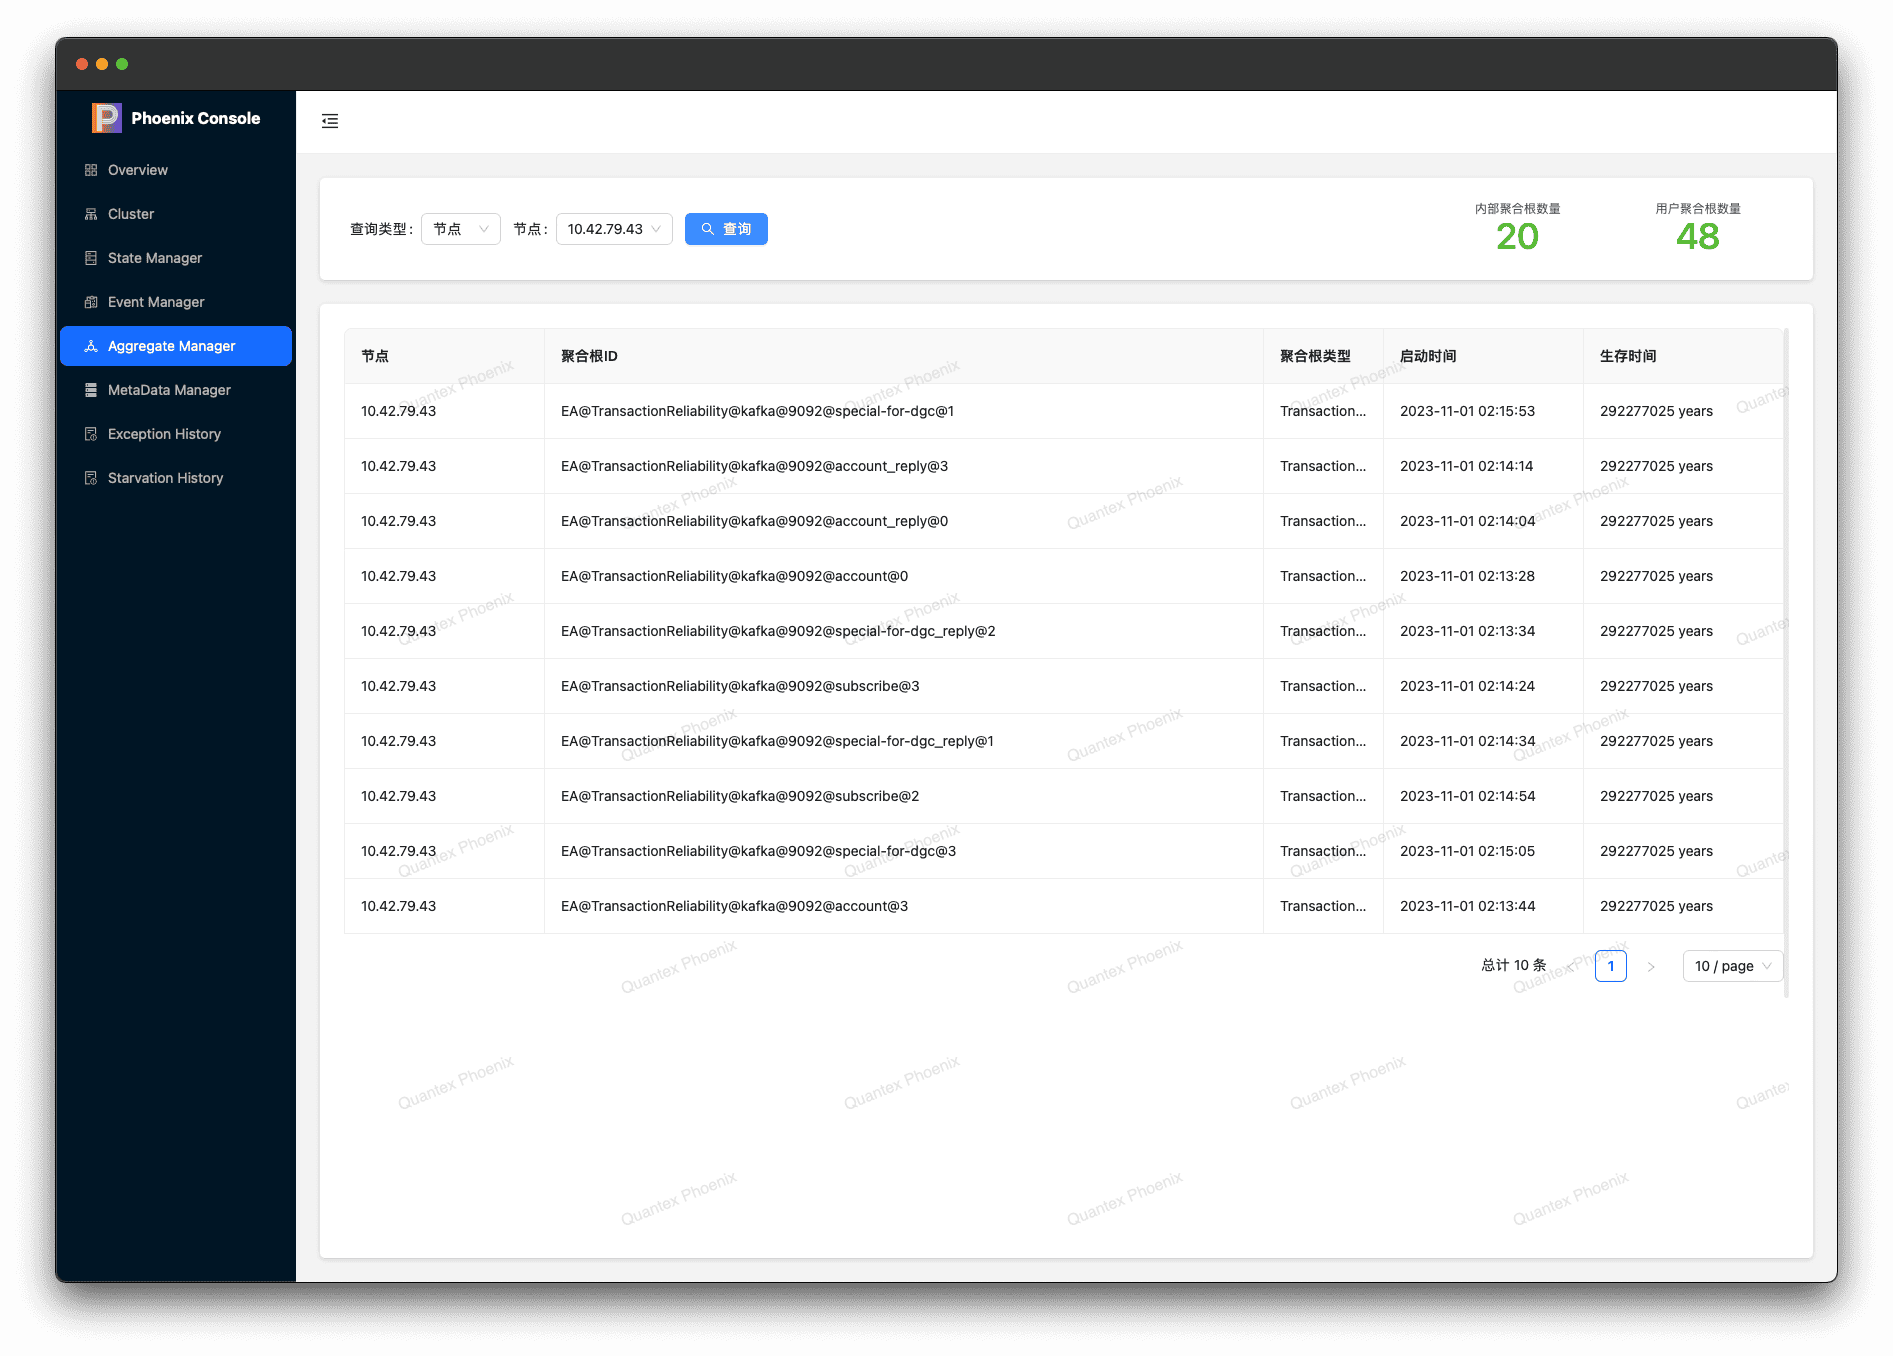 Phoenix Console
Overview
Cluster
State Manager
Event Manager
Aggregate Manager
MetaData Manager
Exception History
Starvation History
查询类型: 节点 节点: 10.42.79.43 查询
内部聚合根数量 用户聚合根数量
20 48
节点 聚合根ID 聚合根类型 启动时间 生存时间
10.42.79.43 EA@TransactionReliability@kafka@9092@special-for-dgc@1 Transaction... 2023-11-01 02:15:53 292277025 years
10.42.79.43 EA@TransactionReliability@kafka@9092@account_reply@3 Transaction... 2023-11-01 02:14:14 292277025 years
10.42.79.43 EA@TransactionReliability@kafka@9092@account_reply@0 Transaction... 2023-11-01 02:14:04 292277025 years
10.42.79.43 EA@TransactionReliability@kafka@9092@account@0 Transaction... 2023-11-01 02:13:28 292277025 years
10.42.79.43 EA@TransactionReliability@kafka@9092@special-for-dgc_reply@2 Transaction... 2023-11-01 02:13:34 292277025 years
10.42.79.43 EA@TransactionReliability@kafka@9092@subscribe@3 Transaction... 2023-11-01 02:14:24 292277025 years
10.42.79.43 EA@TransactionReliability@kafka@9092@special-for-dgc_reply@1 Transaction... 2023-11-01 02:14:34 292277025 years
10.42.79.43 EA@TransactionReliability@kafka@9092@subscribe@2 Transaction... 2023-11-01 02:14:54 292277025 years
10.42.79.43 EA@TransactionReliability@kafka@9092@special-for-dgc@3 Transaction... 2023-11-01 02:15:05 292277025 years
10.42.79.43 EA@TransactionReliability@kafka@9092@account@3 Transaction... 2023-11-01 02:13:44 292277025 years
总计 10 条 1 10 / page
Quantex Phoenix